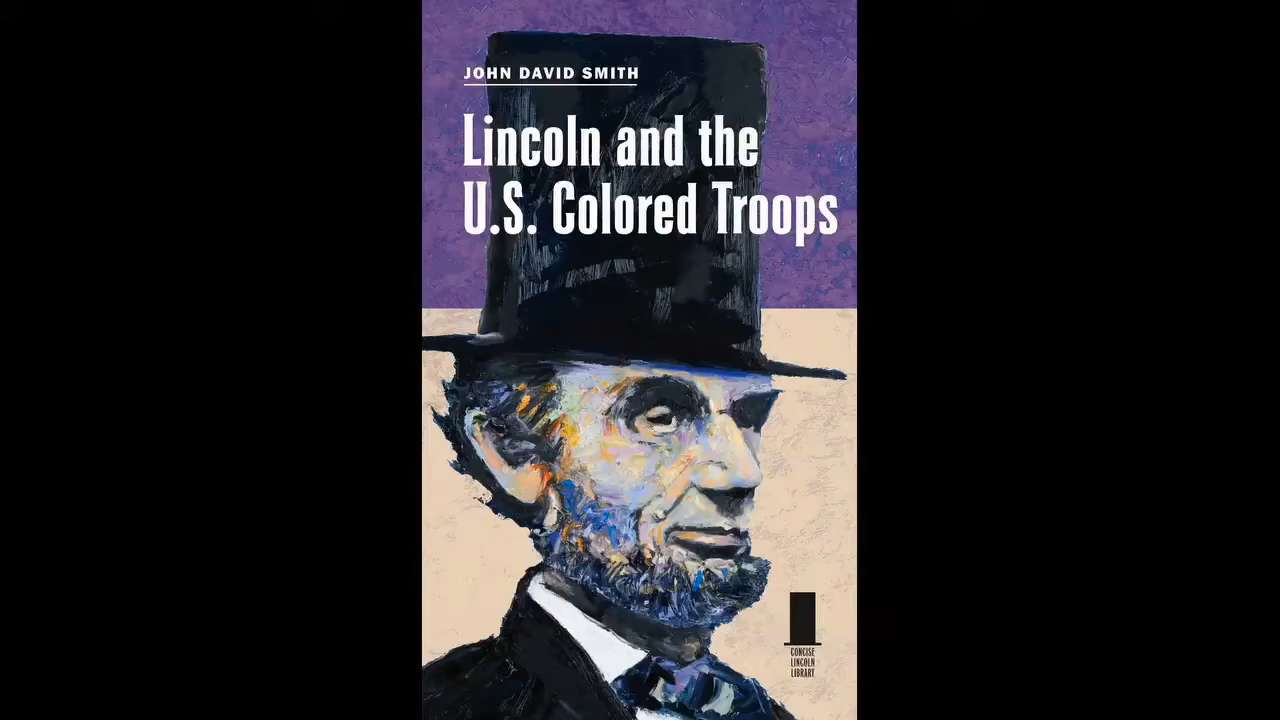 JOHN DAVID SMITH
Lincoln and the
U.S. Colored Troops
CONCISE
LINCOLN
LIBRARY